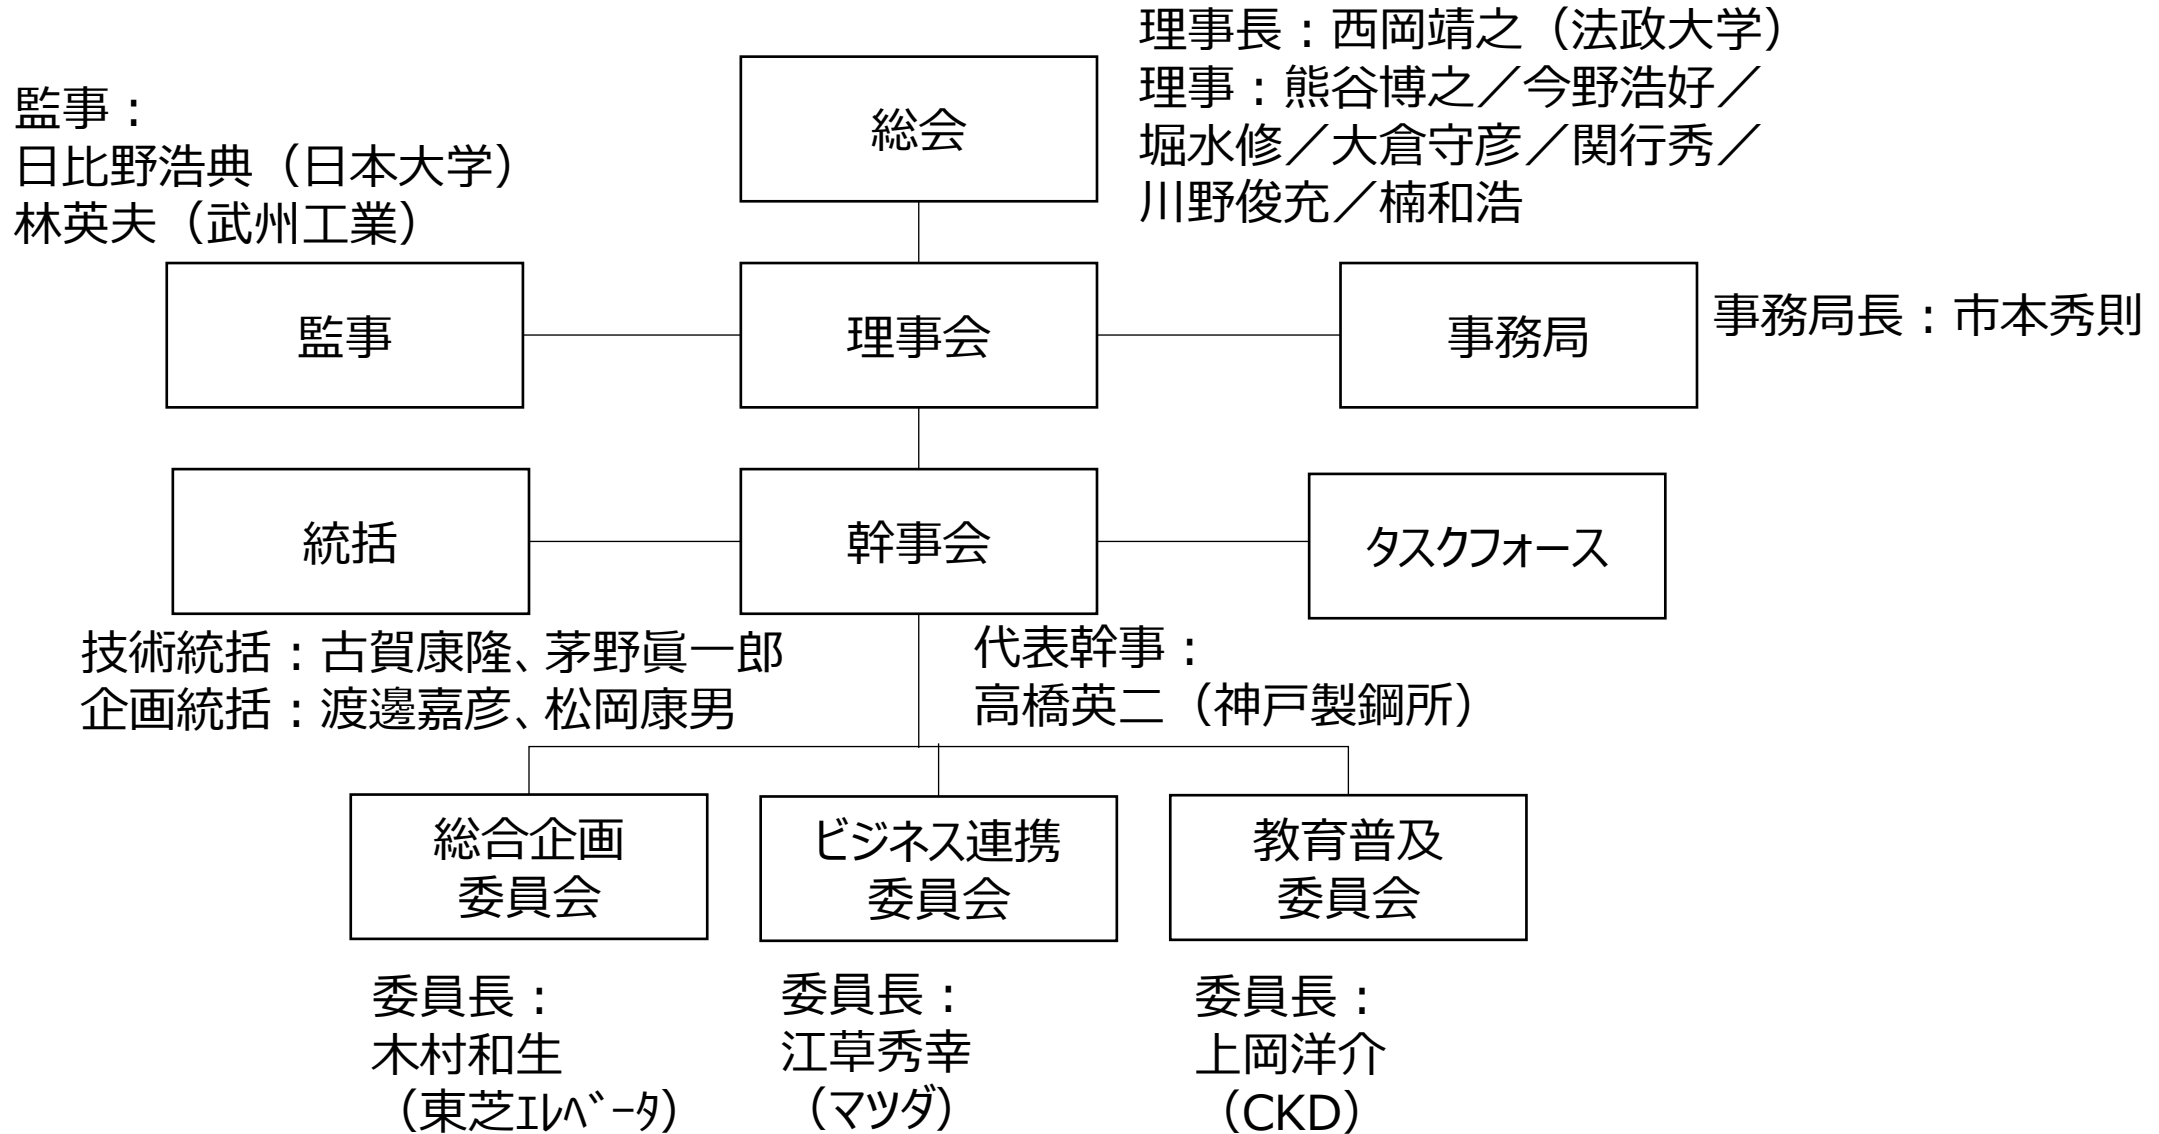 理事長：西岡靖之（法政大学）
理事：熊谷博之／今野浩好／
堀水修／大倉守彦／関行秀／
川野俊充／楠和浩
監事：
日比野浩典（日本大学）
林英夫（武州工業）
総会
監事
理事会
事務局
事務局長：市本秀則
統括
幹事会
タスクフォース
技術統括：古賀康隆、茅野眞一郎
企画統括：渡邊嘉彦、松岡康男
代表幹事：
高橋英二（神戸製鋼所）
総合企画
委員会
ビジネス連携
委員会
教育普及
委員会
委員長：
木村和生
（東芝ｴﾚﾍﾞｰﾀ）
委員長：
江草秀幸
（マツダ）
委員長：
上岡洋介
（CKD）